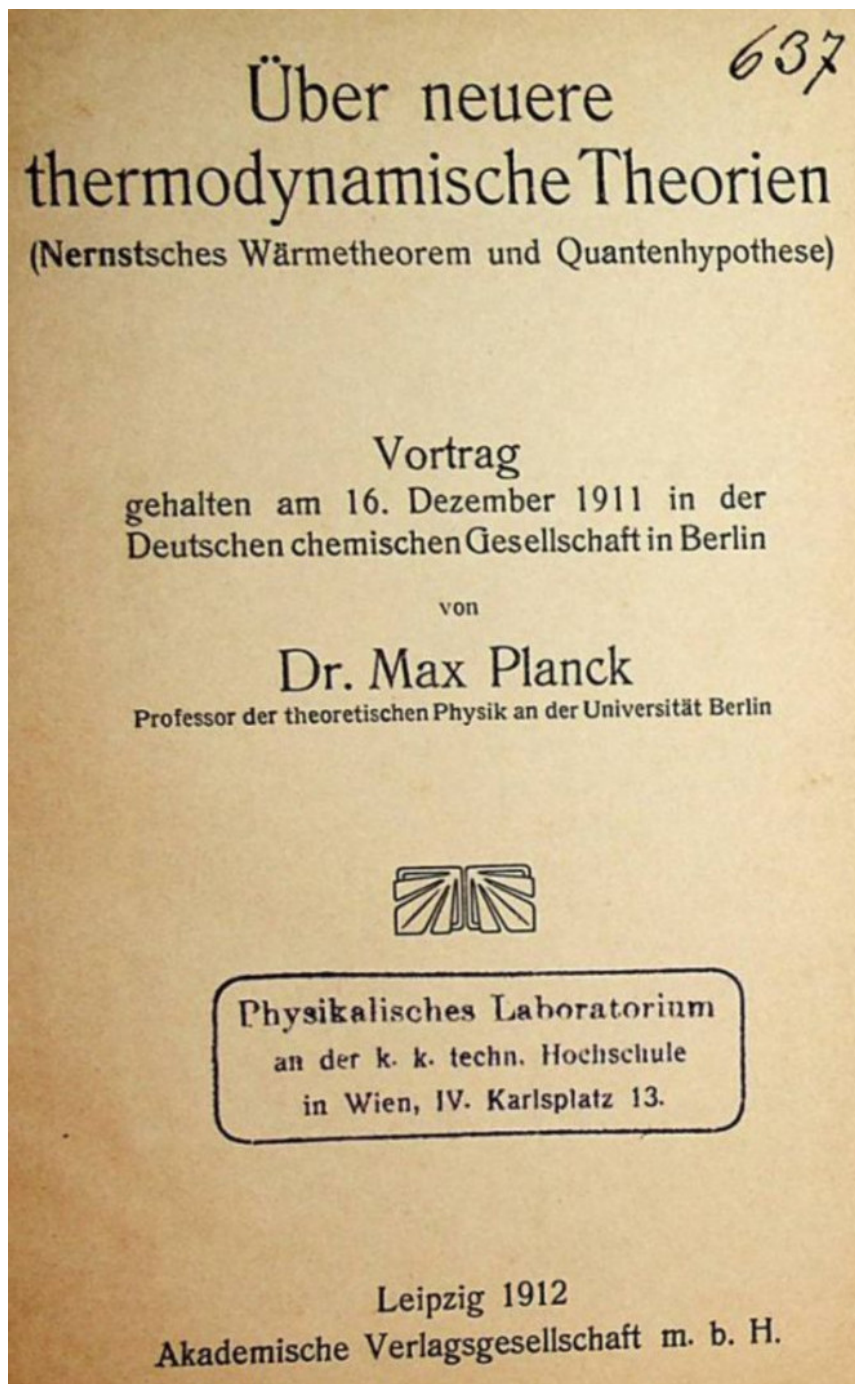 637
Über neuere
thermodynamische Theorien
(Nernstsches Wärmetheorem und Quantenhypothese)
Vortrag
gehalten am 16. Dezember 1911 in der
Deutschen chemischen Gesellschaft in Berlin
von
Dr. Max Planck
Professor der theoretischen Physik an der Universität Berlin
Physikalisches Laboratorium
an der k. k. techn. Hochschule
in Wien, IV. Karlsplatz 13.
Leipzig 1912
Akademische Verlagsgesellschaft m. b. H.